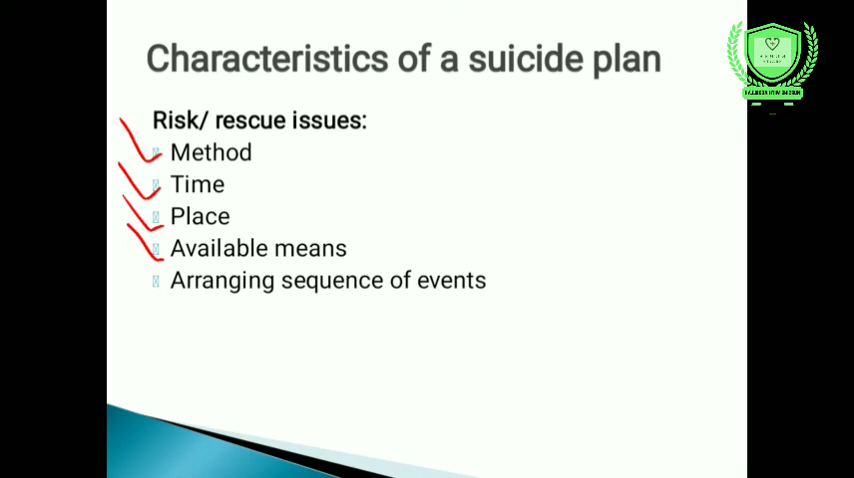 Characteristics of a suicide plan
Risk/ rescue issues:
Method
Time
Place
Available means
Arranging sequence of events